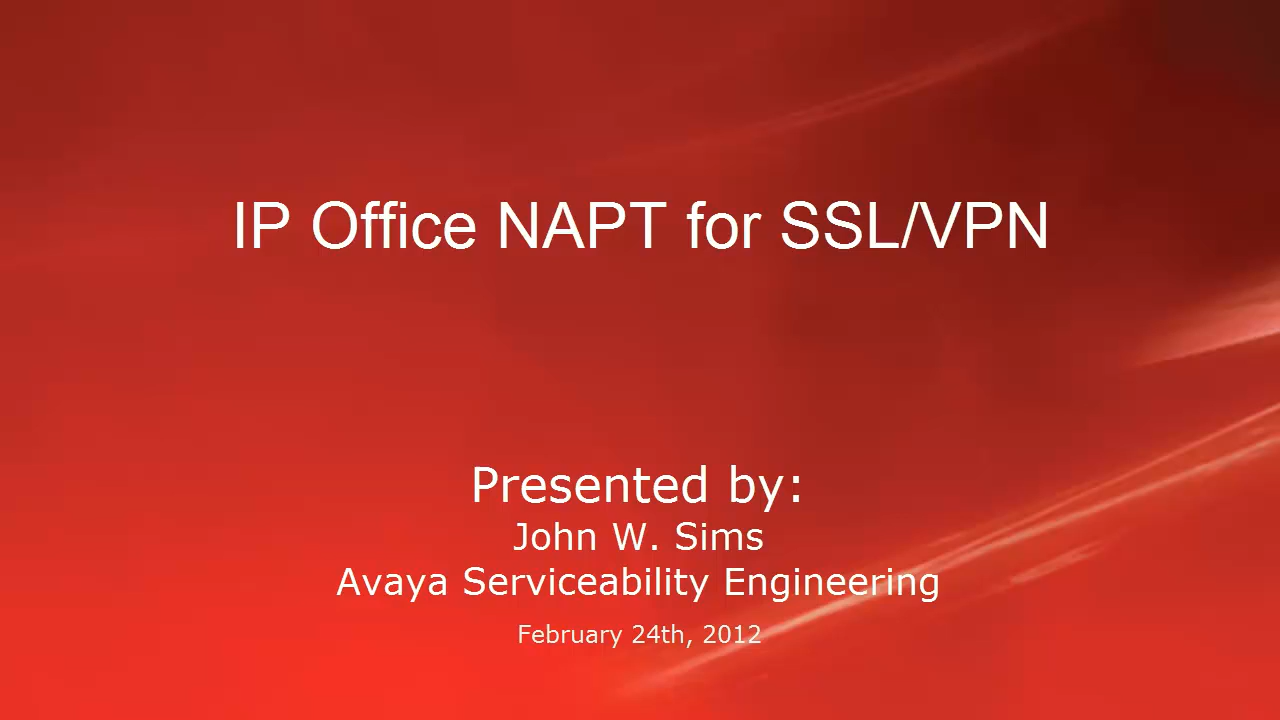 IP Office NAPT for SSL/VPN
Presented by:
John W. Sims
Avaya Serviceability Engineering
February 24th, 2012